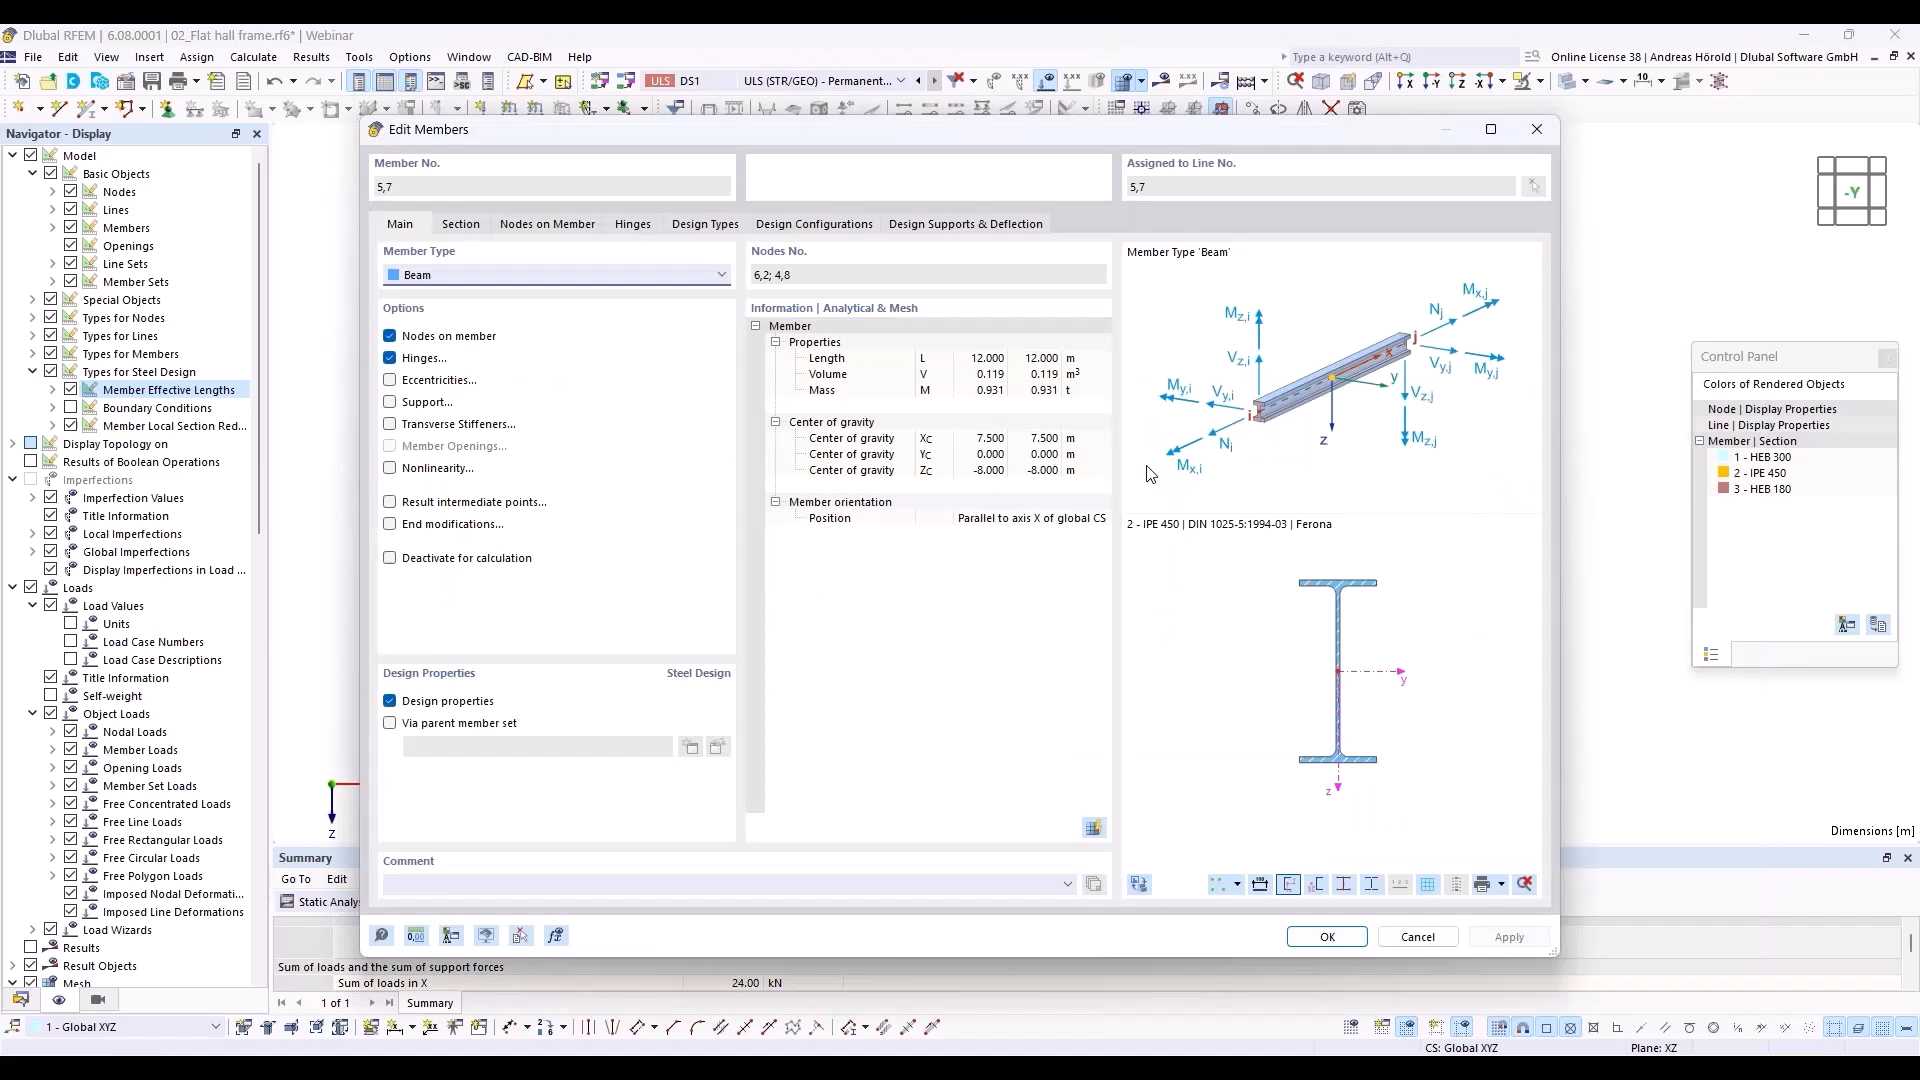 Dlubal RFEM | 6.08.0001 | 02_Flat hall frame.rf6* | Webinar
File Edit View Insert Assign Calculate Results Tools Options Window CAD-BIM Help
Type a keyword (Alt+Q)
Online License 38 | Andreas Hörold | Dlubal Software GmbH
ULS DS1 ULS (STR/GEO) - Permanent...
Navigator - Display
Model
Basic Objects
Nodes
Lines
Members
Openings
Line Sets
Member Sets
Special Objects
Types for Nodes
Types for Lines
Types for Members
Types for Steel Design
Member Effective Lengths
Boundary Conditions
Member Local Section Red...
Display Topology on
Results of Boolean Operations
Imperfections
Imperfection Values
Title Information
Local Imperfections
Global Imperfections
Display Imperfections in Load ...
Loads
Load Values
Units
Load Case Numbers
Load Case Descriptions
Title Information
Self-weight
Object Loads
Nodal Loads
Member Loads
Opening Loads
Member Set Loads
Free Concentrated Loads
Free Line Loads
Free Rectangular Loads
Free Circular Loads
Free Polygon Loads
Imposed Nodal Deformati...
Imposed Line Deformations
Load Wizards
Results
Result Objects
Mesh
1 - Global XYZ
Edit Members
Member No.
5,7
Assigned to Line No.
5,7
Main Section Nodes on Member Hinges Design Types Design Configurations Design Supports & Deflection
Member Type
Beam
Options
Nodes on member
Hinges...
Eccentricities...
Support...
Transverse Stiffeners...
Member Openings...
Nonlinearity...
Result intermediate points...
End modifications...
Deactivate for calculation
Design Properties Steel Design
Design properties
Via parent member set
Comment
Nodes No.
6,2; 4,8
Information | Analytical & Mesh
Member
Properties
Length L 12.000 12.000 m
Volume V 0.119 0.119 m³
Mass M 0.931 0.931 t
Center of gravity
Center of gravity Xc 7.500 7.500 m
Center of gravity Yc 0.000 0.000 m
Center of gravity Zc -8.000 -8.000 m
Member orientation
Position Parallel to axis X of global CS
Member Type 'Beam'
Mx,j
Nj
Mz,i
j
Vz,i
x
Vy,j
My,j
y
My,i
Vy,i
Vz,j
i
z
Mz,j
Ni
Mx,i
2 - IPE 450 | DIN 1025-5:1994-03 | Ferona
y
z
OK Cancel Apply
-Y
Control Panel
Colors of Rendered Objects
Node | Display Properties
Line | Display Properties
Member | Section
1 - HEB 300
2 - IPE 450
3 - HEB 180
Dimensions [m]
Z
Summary
Go To Edit
Static Analys
Sum of loads and the sum of support forces
Sum of loads in X 24.00 kN
1 of 1 Summary
CS: Global XYZ Plane: XZ